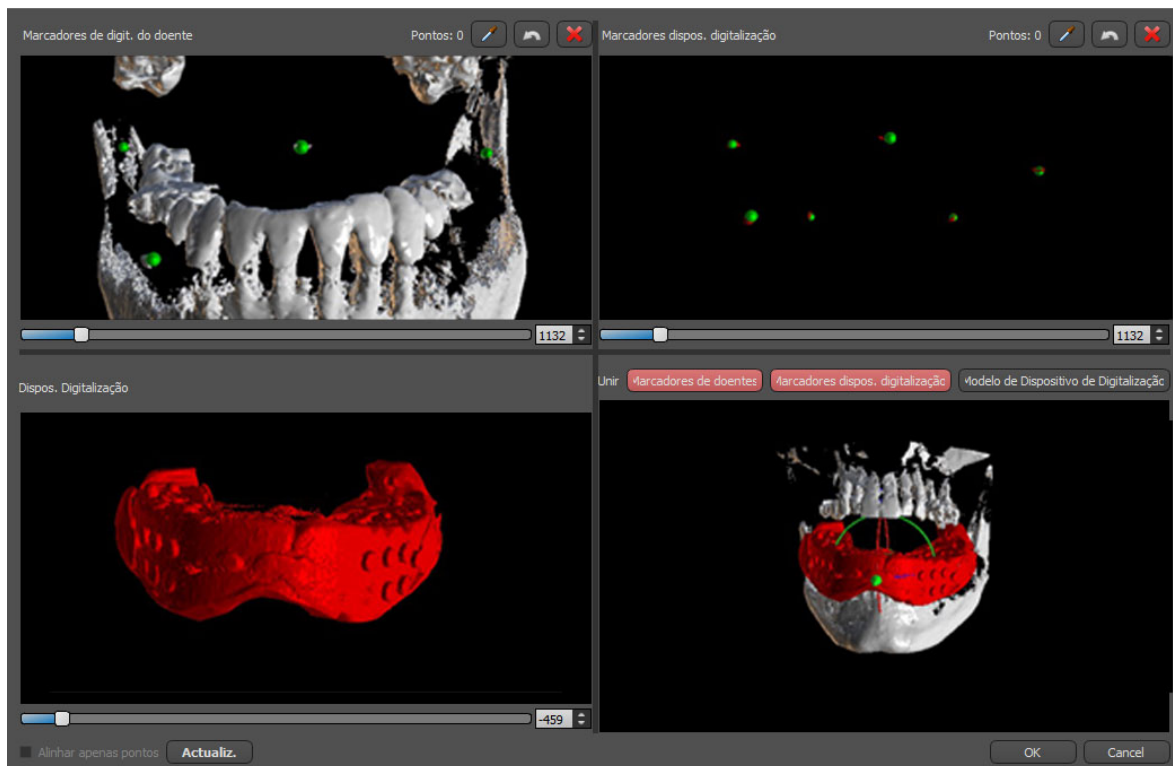 Marcadores de digit. do doente
Pontos: 0
Marcadores dispos. digitalização
Pontos: 0
1132
1132
Dispos. Digitalização
Unir
Marcadores de doentes
Marcadores dispos. digitalização
Modelo de Dispositivo de Digitalização
-459
Alinhar apenas pontos
Actualiz.
OK
Cancel